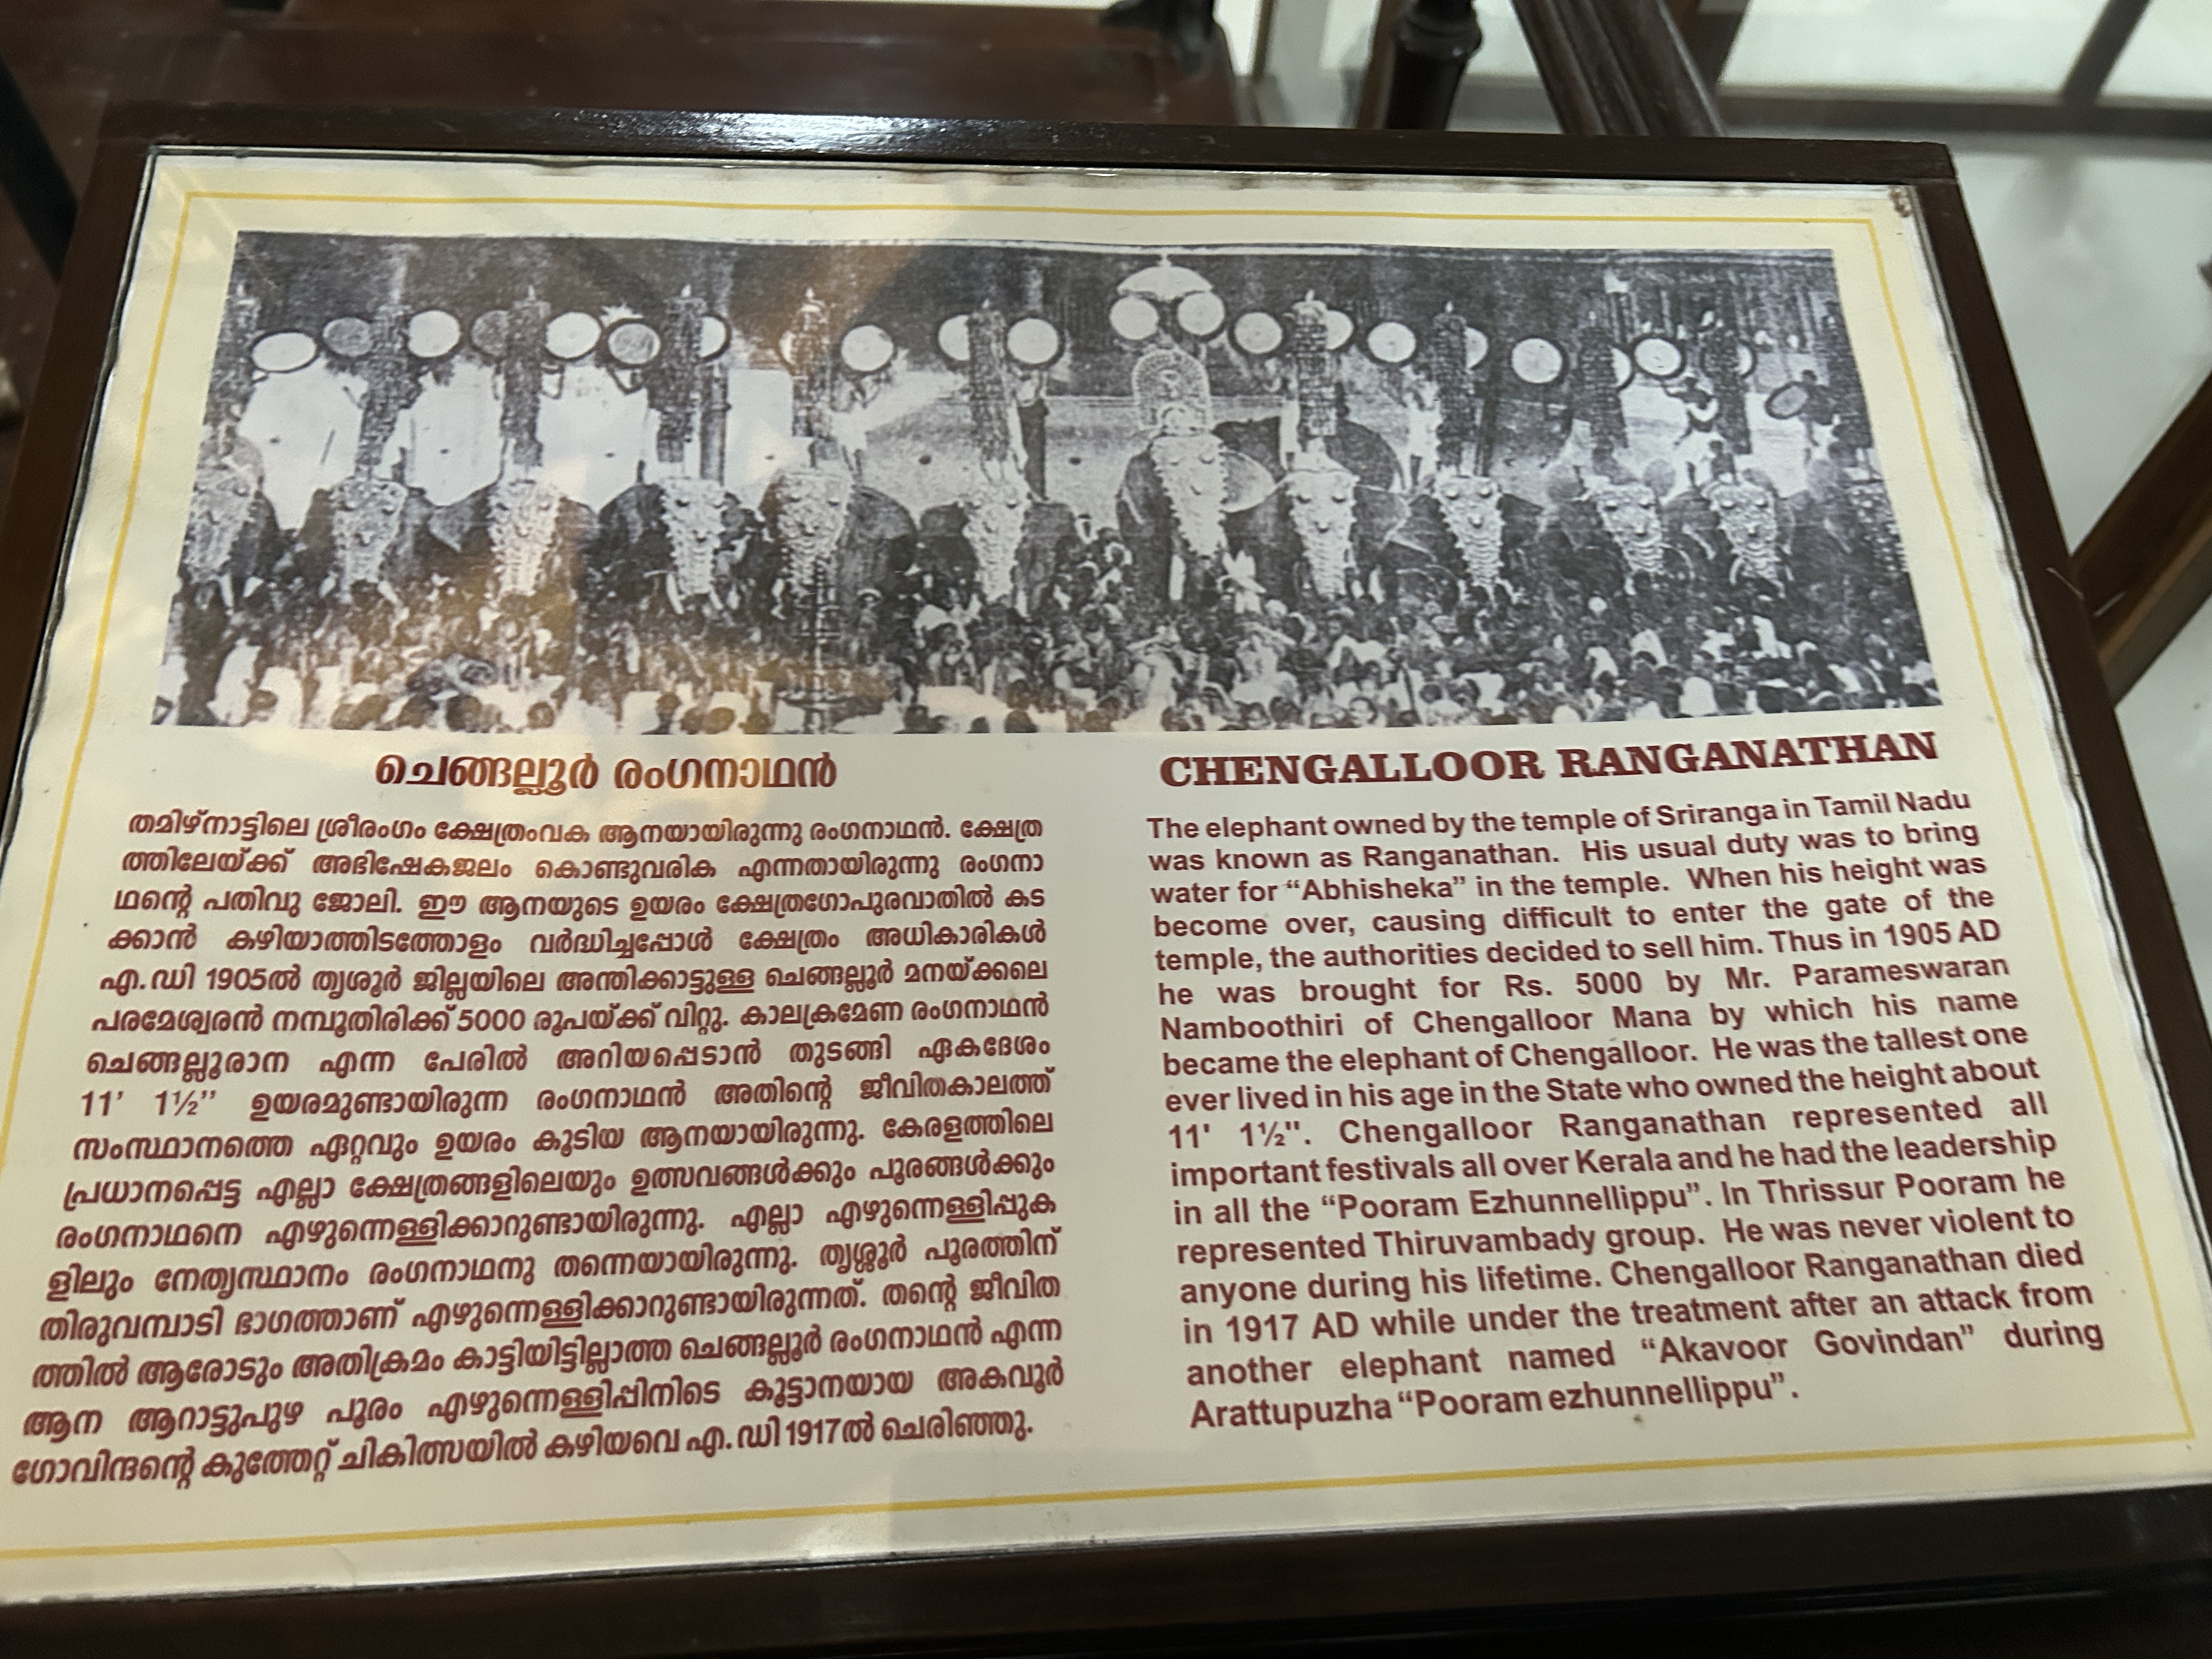 ചെങ്ങല്ലൂർ രംഗനാഥൻ
തമിഴ്നാട്ടിലെ ശ്രീരംഗം ക്ഷേത്രംവക ആനയായിരുന്നു രംഗനാഥൻ. ക്ഷേത്ര
ത്തിലേയ്ക്ക് അഭിഷേകജലം കൊണ്ടുവരിക എന്നതായിരുന്നു രംഗനാ
ഥന്റെ പതിവു ജോലി. ഈ ആനയുടെ ഉയരം ക്ഷേത്രഗോപുരവാതിൽ കട
ക്കാൻ കഴിയാത്തിടത്തോളം വർദ്ധിച്ചപ്പോൾ ക്ഷേത്രം അധികാരികൾ
എ.ഡി 1905ൽ തൃശൂർ ജില്ലയിലെ അന്തിക്കാട്ടുള്ള ചെങ്ങല്ലൂർ മനയ്ക്കലെ
പരമേശ്വരൻ നമ്പൂതിരിക്ക് 5000 രൂപയ്ക്ക് വിറ്റു. കാലക്രമേണ രംഗനാഥൻ
ചെങ്ങല്ലൂരാന എന്ന പേരിൽ അറിയപ്പെടാൻ തുടങ്ങി ഏകദേശം
11' 1½'' ഉയരമുണ്ടായിരുന്ന രംഗനാഥൻ അതിന്റെ ജീവിതകാലത്ത്
സംസ്ഥാനത്തെ ഏറ്റവും ഉയരം കൂടിയ ആനയായിരുന്നു. കേരളത്തിലെ
പ്രധാനപ്പെട്ട എല്ലാ ക്ഷേത്രങ്ങളിലെയും ഉത്സവങ്ങൾക്കും പൂരങ്ങൾക്കും
രംഗനാഥനെ എഴുന്നെള്ളിക്കാറുണ്ടായിരുന്നു. എല്ലാ എഴുന്നെള്ളിപ്പുക
ളിലും നേതൃസ്ഥാനം രംഗനാഥനു തന്നെയായിരുന്നു. തൃശ്ശൂർ പൂരത്തിന്
തിരുവമ്പാടി ഭാഗത്താണ് എഴുന്നെള്ളിക്കാറുണ്ടായിരുന്നത്. തന്റെ ജീവിത
ത്തിൽ ആരോടും അതിക്രമം കാട്ടിയിട്ടില്ലാത്ത ചെങ്ങല്ലൂർ രംഗനാഥൻ എന്ന
ആന ആറാട്ടുപുഴ പൂരം എഴുന്നെള്ളിപ്പിനിടെ കൂട്ടാനയായ അകവൂർ
ഗോവിന്ദന്റെ കുത്തേറ്റ് ചികിത്സയിൽ കഴിയവെ എ.ഡി 1917ൽ ചെരിഞ്ഞു.
CHENGALLOOR RANGANATHAN
The elephant owned by the temple of Sriranga in Tamil Nadu
was known as Ranganathan. His usual duty was to bring
water for “Abhisheka” in the temple. When his height was
become over, causing difficult to enter the gate of the
temple, the authorities decided to sell him. Thus in 1905 AD
he was brought for Rs. 5000 by Mr. Parameswaran
Namboothiri of Chengalloor Mana by which his name
became the elephant of Chengalloor. He was the tallest one
ever lived in his age in the State who owned the height about
11' 1½". Chengalloor Ranganathan represented all
important festivals all over Kerala and he had the leadership
in all the “Pooram Ezhunnellippu”. In Thrissur Pooram he
represented Thiruvambady group. He was never violent to
anyone during his lifetime. Chengalloor Ranganathan died
in 1917 AD while under the treatment after an attack from
another elephant named “Akavoor Govindan” during
Arattupuzha “Pooram ezhunnellippu”.